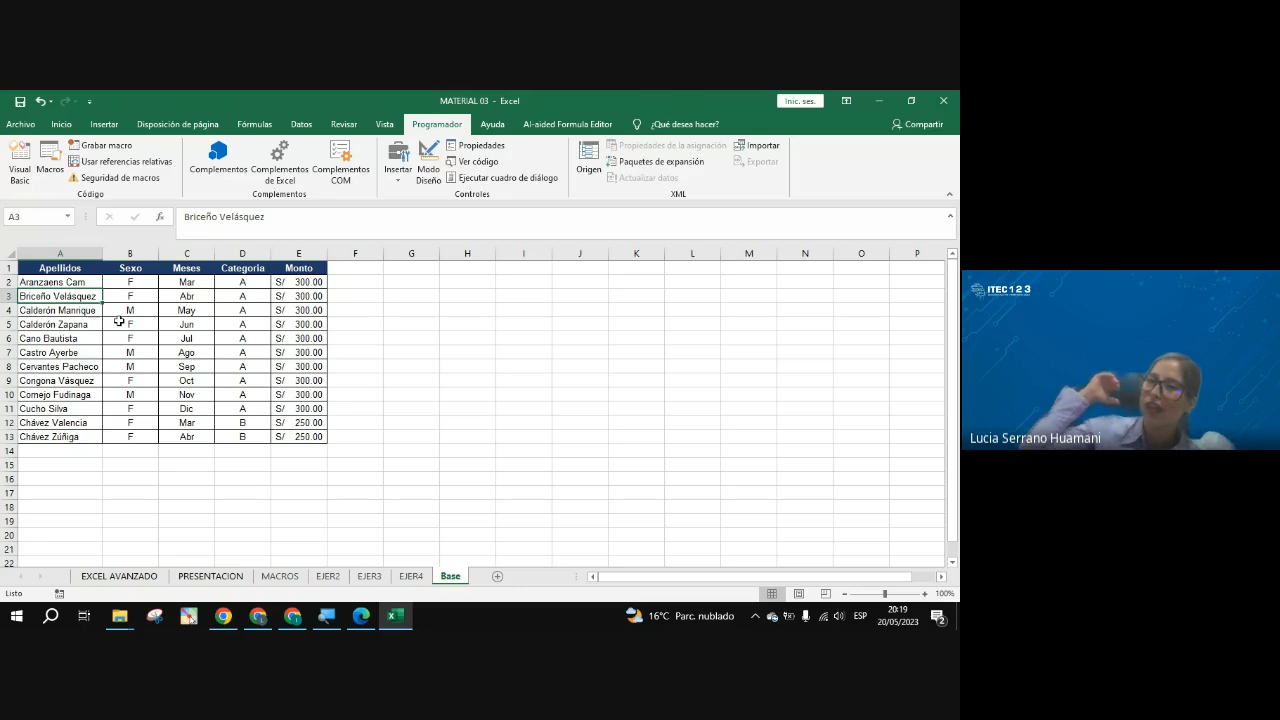 MATERIAL 03 - Excel
Inic. ses.
Archivo Inicio Insertar Disposición de página Fórmulas Datos Revisar Vista Programador Ayuda AI-aided Formula Editor ¿Qué desea hacer? Compartir
Visual Basic
Macros
Grabar macro
Usar referencias relativas
Seguridad de macros
Código
Complementos
Complementos de Excel
Complementos COM
Complementos
Insertar
Modo Diseño
Propiedades
Ver código
Ejecutar cuadro de diálogo
Controles
Origen
Propiedades de la asignación
Paquetes de expansión
Actualizar datos
Importar
Exportar
XML
A3 fx Briceño Velásquez
A B C D E F G H I J K L M N O P
1 Apellidos Sexo Meses Categoría Monto
2 Aranzaens Cam F Mar A S/ 300.00
3 Briceño Velásquez F Abr A S/ 300.00
4 Calderón Manrique M May A S/ 300.00
5 Calderón Zapana F Jun A S/ 300.00
6 Cano Bautista F Jul A S/ 300.00
7 Castro Ayerbe M Ago A S/ 300.00
8 Cervantes Pacheco M Sep A S/ 300.00
9 Congona Vásquez F Oct A S/ 300.00
10 Cornejo Fudinaga M Nov A S/ 300.00
11 Cucho Silva F Dic A S/ 300.00
12 Chávez Valencia F Mar B S/ 250.00
13 Chávez Zúñiga F Abr B S/ 250.00
14
15
16
17
18
19
20
21
22
EXCEL AVANZADO PRESENTACION MACROS EJER2 EJER3 EJER4 Base
Listo
100%
16°C Parc. nublado
ESP
20:19
20/05/2023
2
ITEC 1 2 3
Lucia Serrano Huamani